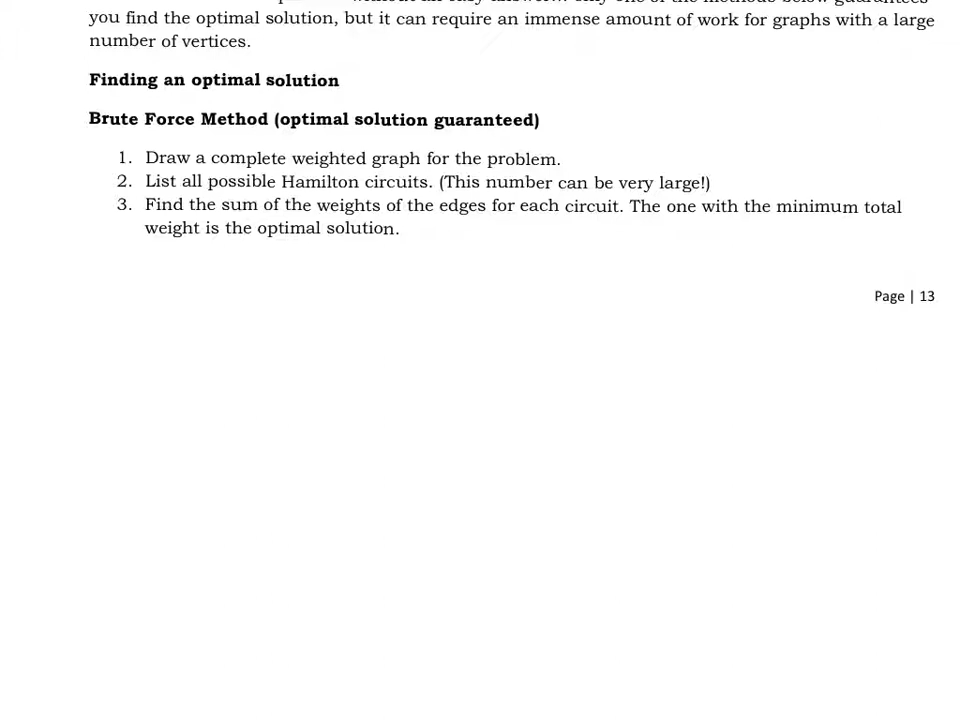 you find the optimal solution, but it can require an immense amount of work for graphs with a large
number of vertices.
Finding an optimal solution
Brute Force Method (optimal solution guaranteed)
1. Draw a complete weighted graph for the problem.
2. List all possible Hamilton circuits. (This number can be very large!)
3. Find the sum of the weights of the edges for each circuit. The one with the minimum total
weight is the optimal solution.
Page | 13